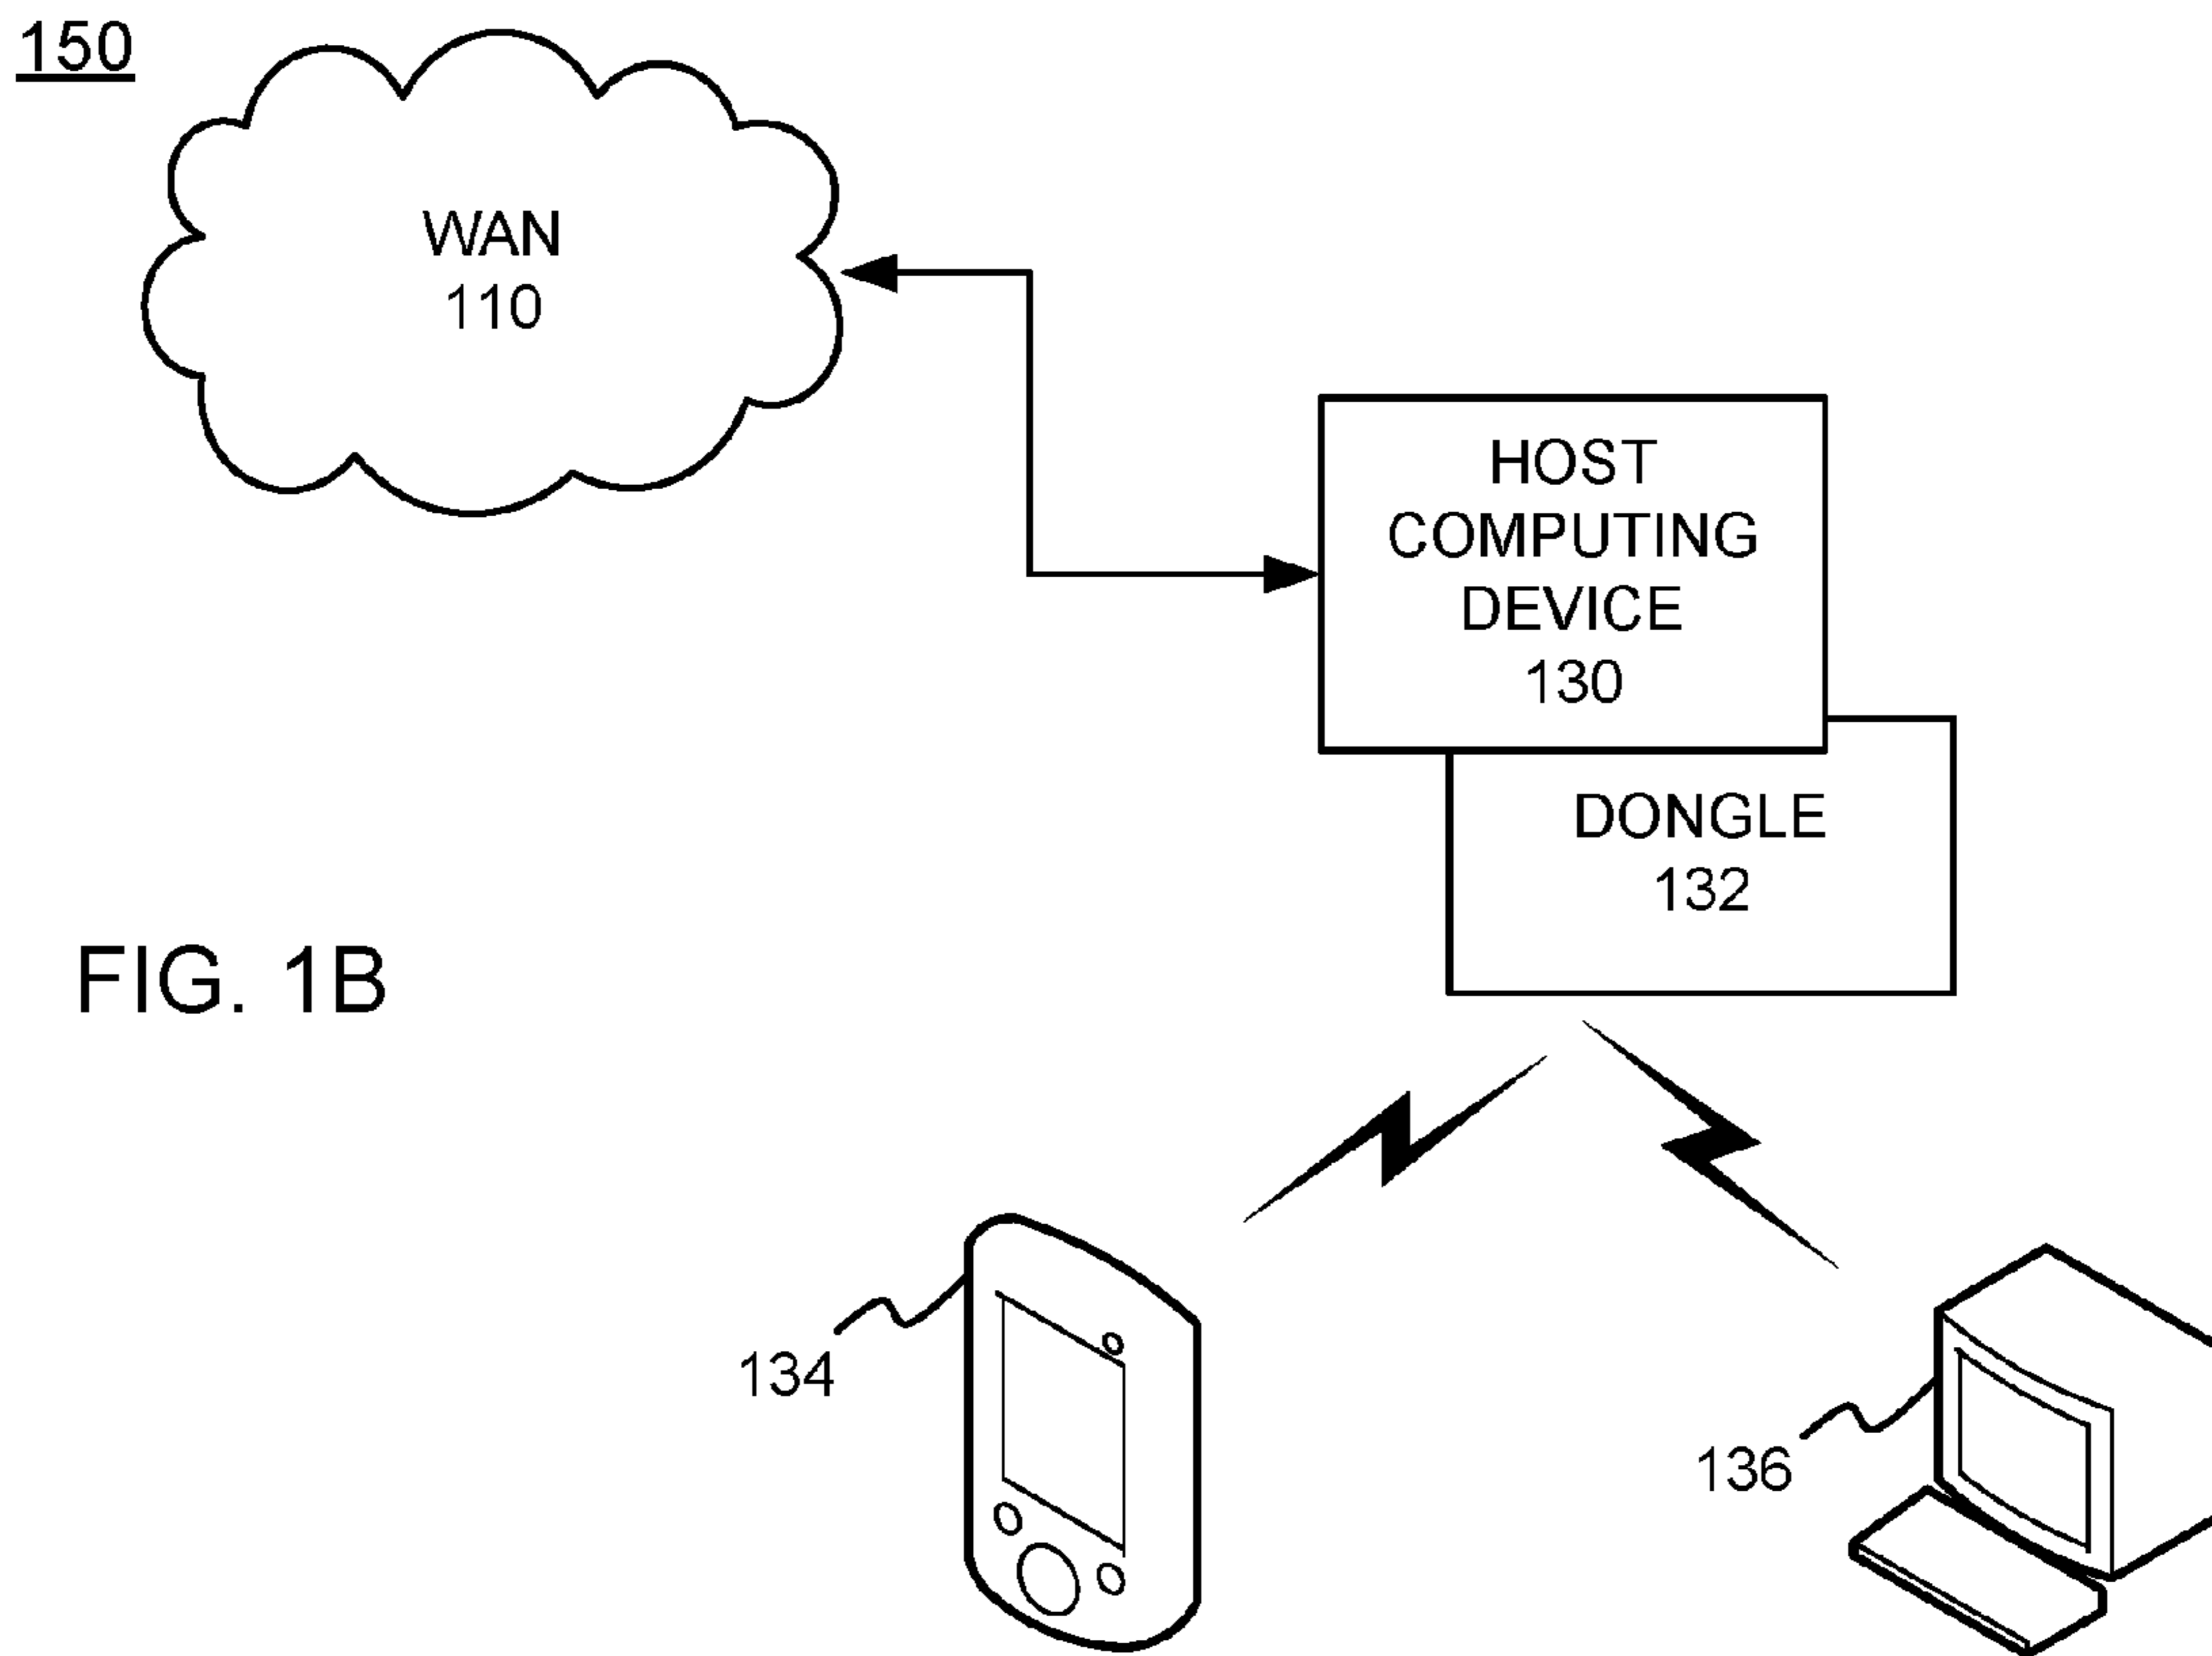 150
WAN
110
HOST
COMPUTING
DEVICE
130
DONGLE
132
FIG. 1B
134
136